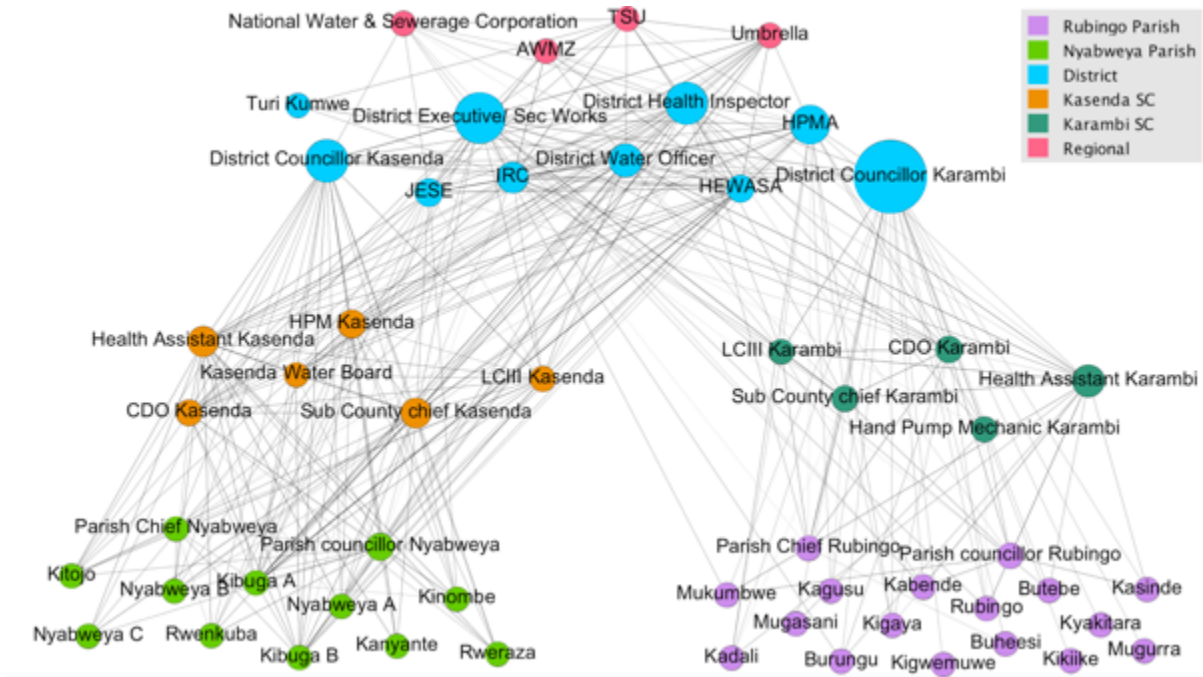 National Water & Sewerage Corporation
TSU
AWMZ
Umbrella
Turi Kumwe
District Executive/ Sec Works
District Health Inspector
HPMA
District Councillor Kasenda
JESE
IRC
District Water Officer
HEWASA
District Councillor Karambi
Rubingo Parish
Nyabweya Parish
District
Kasenda SC
Karambi SC
Regional
HPM Kasenda
Health Assistant Kasenda
Kasenda Water Board
LCIII Kasenda
CDO Kasenda
Sub County chief Kasenda
LCIII Karambi
CDO Karambi
Health Assistant Karambi
Sub County chief Karambi
Hand Pump Mechanic Karambi
Parish Chief Nyabweya
Parish councillor Nyabweya
Kitojo
Nyabweya B
Kibuga A
Nyabweya A
Kinombe
Nyabweya C
Rwenkuba
Kibuga B
Kanyante
Rweraza
Parish Chief Rubingo
Parish councillor Rubingo
Mukumbwe
Kagusu
Kabende
Butebe
Kasinde
Mugasani
Kigaya
Rubingo
Kyakitara
Kadali
Burungu
Kigwemuwe
Buheesi
Kikiike
Mugurra